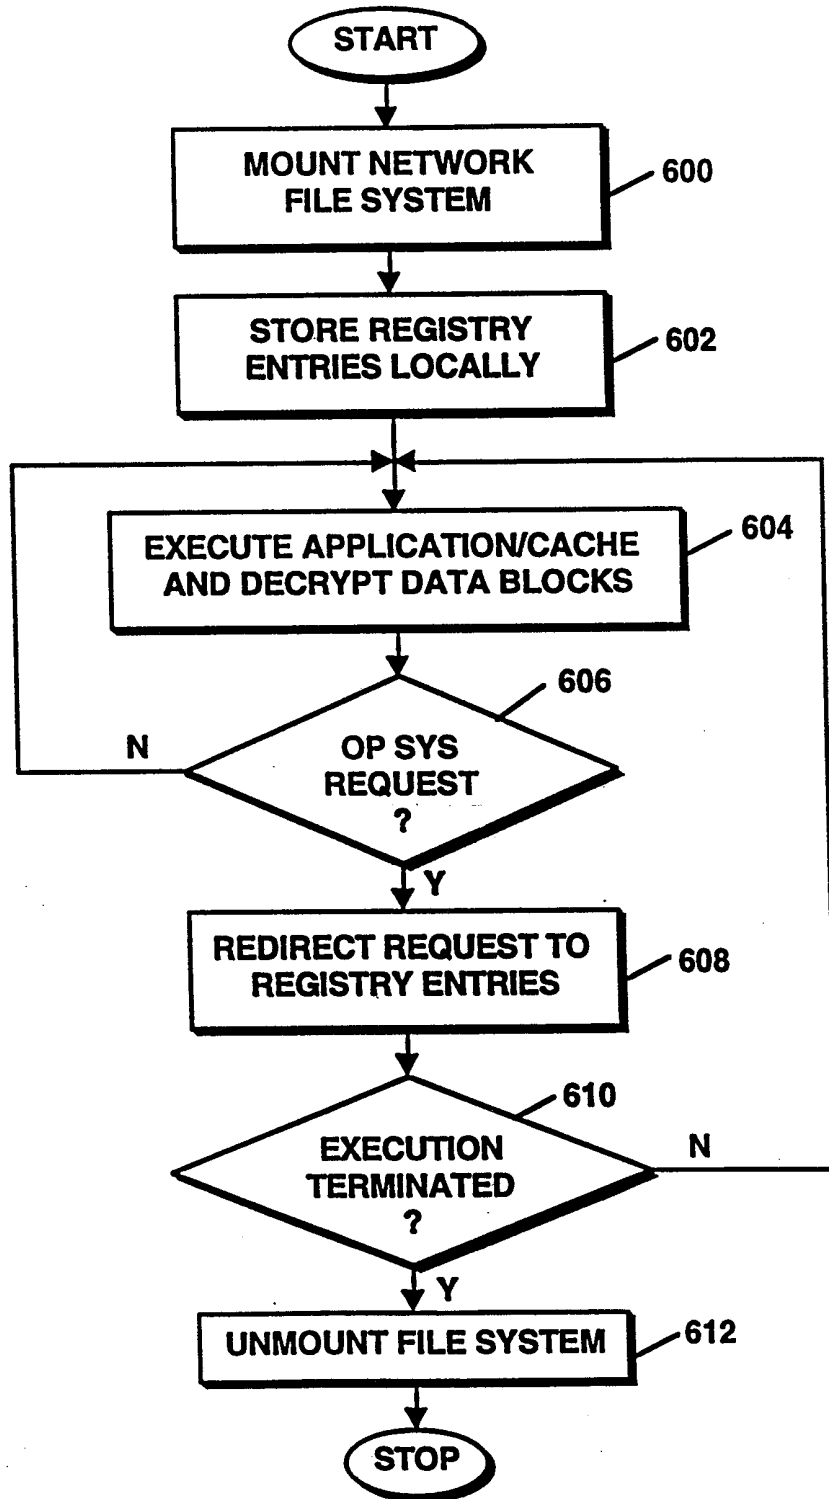 START
MOUNT NETWORK
FILE SYSTEM
600
STORE REGISTRY
ENTRIES LOCALLY
602
EXECUTE APPLICATION/CACHE
AND DECRYPT DATA BLOCKS
604
606
N
OP SYS
REQUEST
?
Y
REDIRECT REQUEST TO
REGISTRY ENTRIES
608
610
EXECUTION
TERMINATED
?
N
Y
UNMOUNT FILE SYSTEM
612
STOP